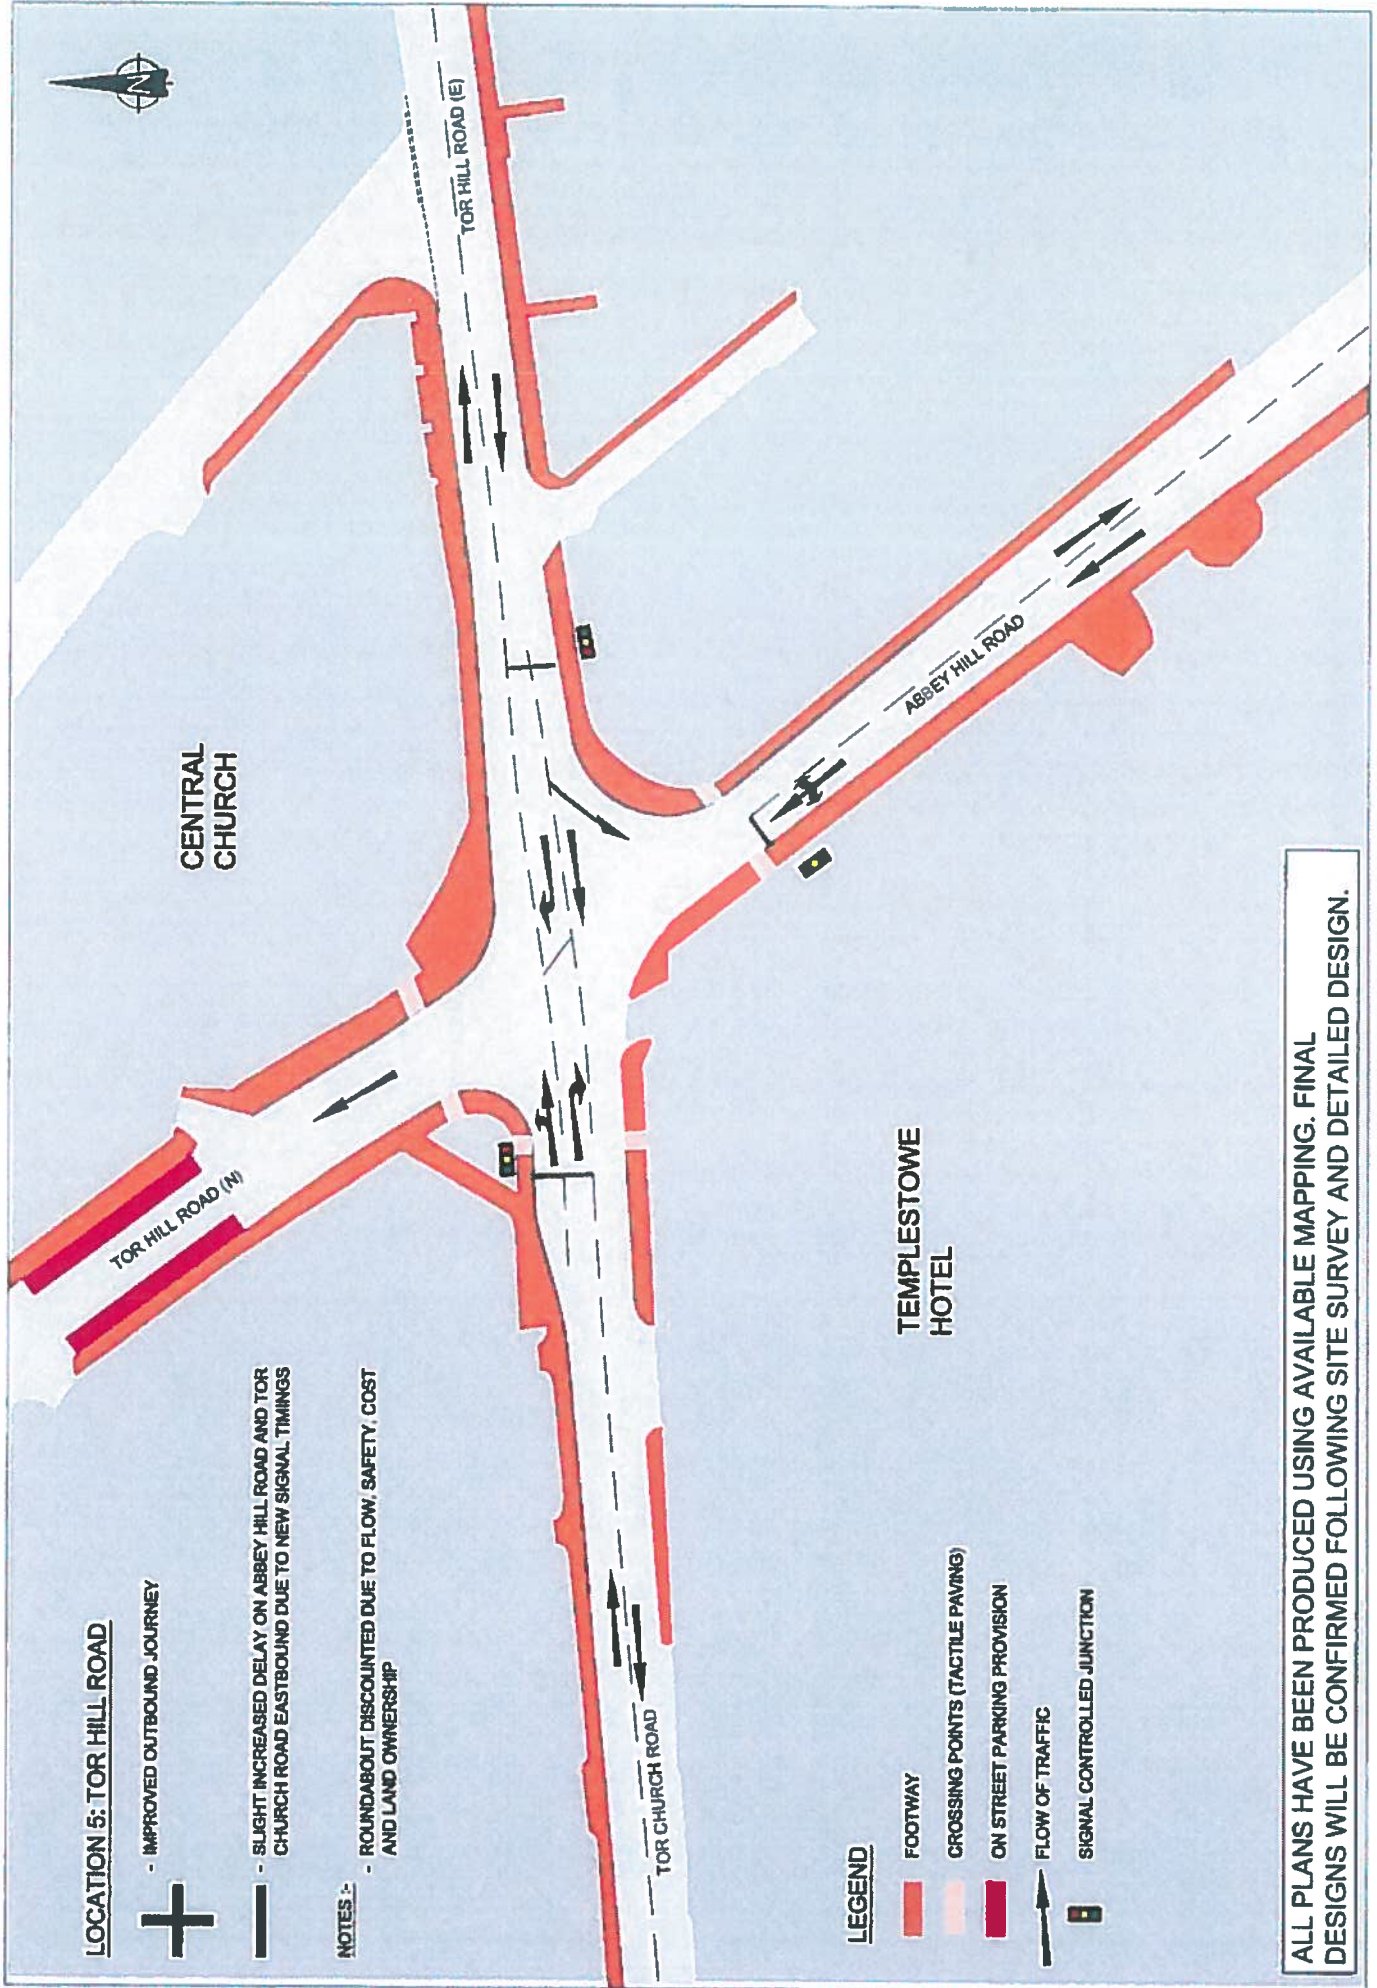 LOCATION 5: TOR HILL ROAD
- IMPROVED OUTBOUND JOURNEY
- SLIGHT INCREASED DELAY ON ABBEY HILL ROAD AND TOR
CHURCH ROAD EASTBOUND DUE TO NEW SIGNAL TIMINGS
NOTES :-
- ROUNDABOUT DISCOUNTED DUE TO FLOW, SAFETY, COST
AND LAND OWNERSHIP
TOR HILL ROAD (N)
CENTRAL
CHURCH
N
TOR HILL ROAD (E)
TOR CHURCH ROAD
ABBEY HILL ROAD
TEMPLESTOWE
HOTEL
LEGEND
FOOTWAY
CROSSING POINTS (TACTILE PAVING)
ON STREET PARKING PROVISION
FLOW OF TRAFFIC
SIGNAL CONTROLLED JUNCTION
ALL PLANS HAVE BEEN PRODUCED USING AVAILABLE MAPPING. FINAL
DESIGNS WILL BE CONFIRMED FOLLOWING SITE SURVEY AND DETAILED DESIGN.